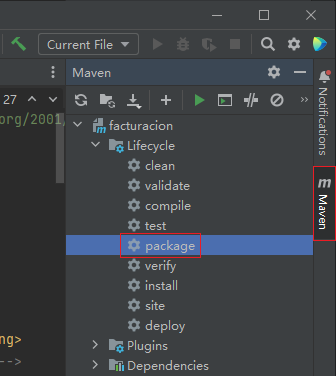 Current File
Maven
27
org/2001,
facturacion
Lifecycle
clean
validate
compile
test
package
verify
install
site
deploy
Plugins
Dependencies
ng>
-->
Notifications
m
Maven